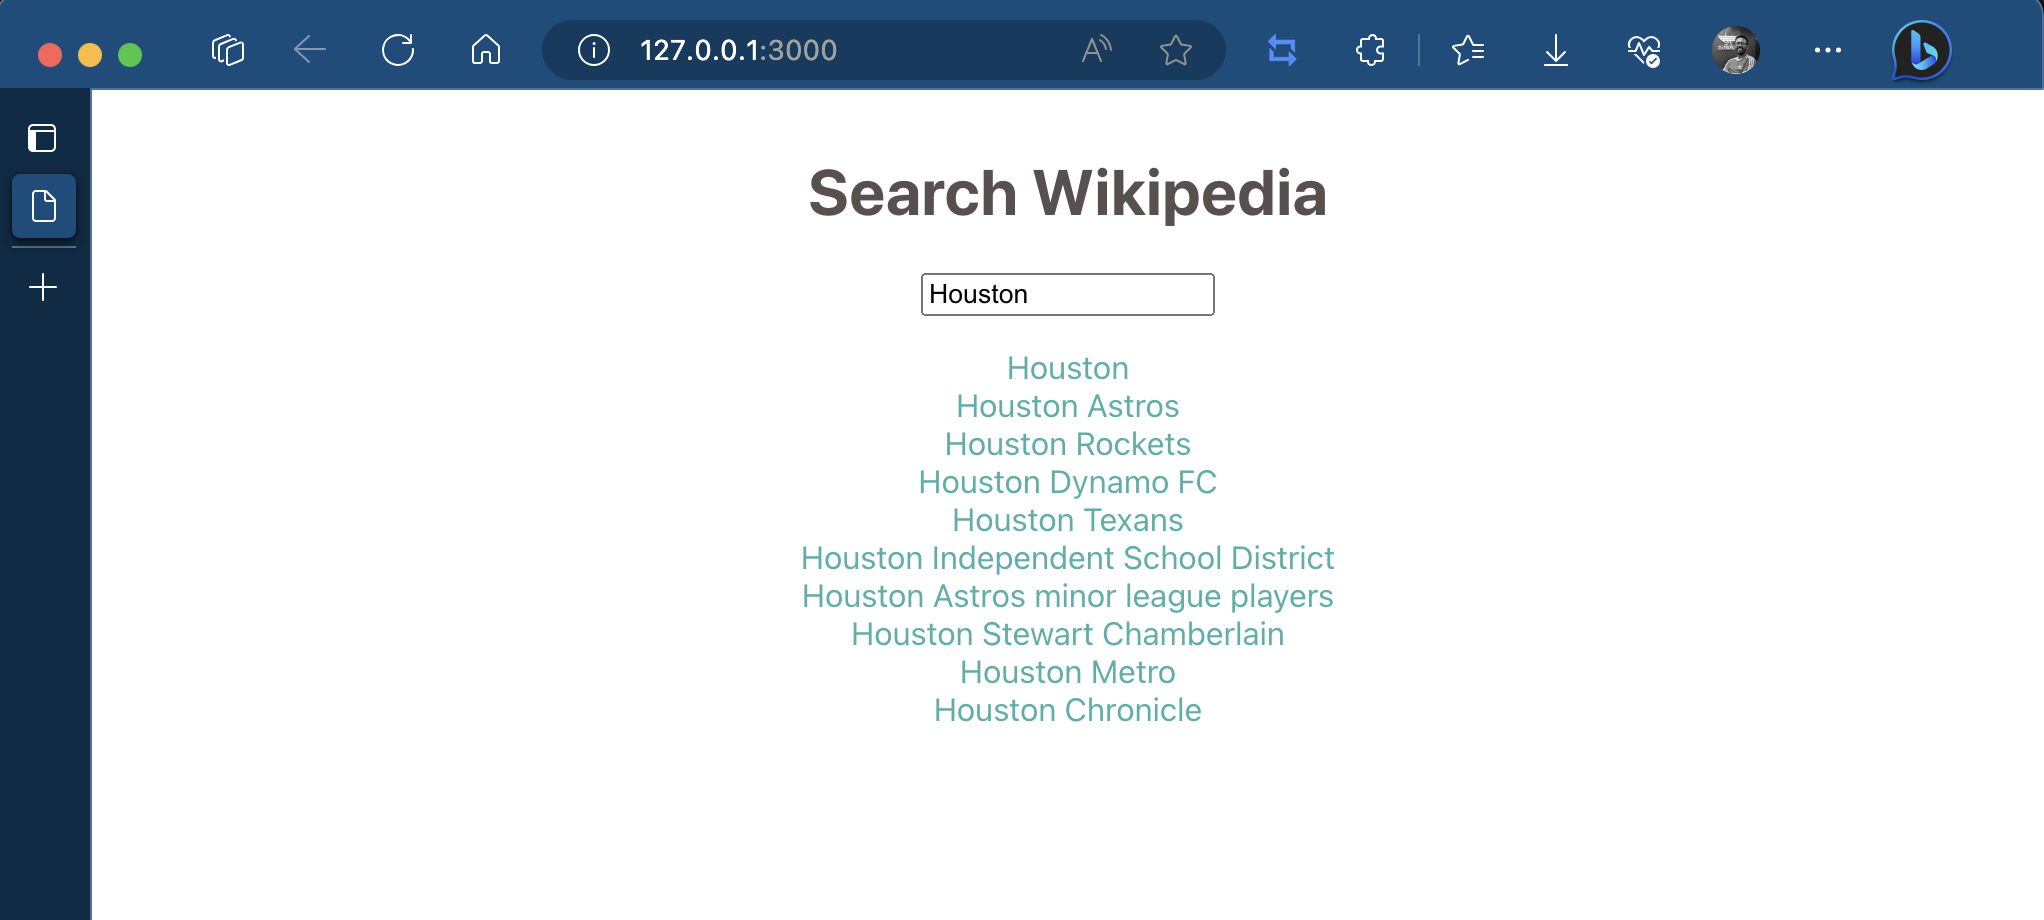 127.0.0.1:3000
Search Wikipedia
Houston
Houston
Houston Astros
Houston Rockets
Houston Dynamo FC
Houston Texans
Houston Independent School District
Houston Astros minor league players
Houston Stewart Chamberlain
Houston Metro
Houston Chronicle